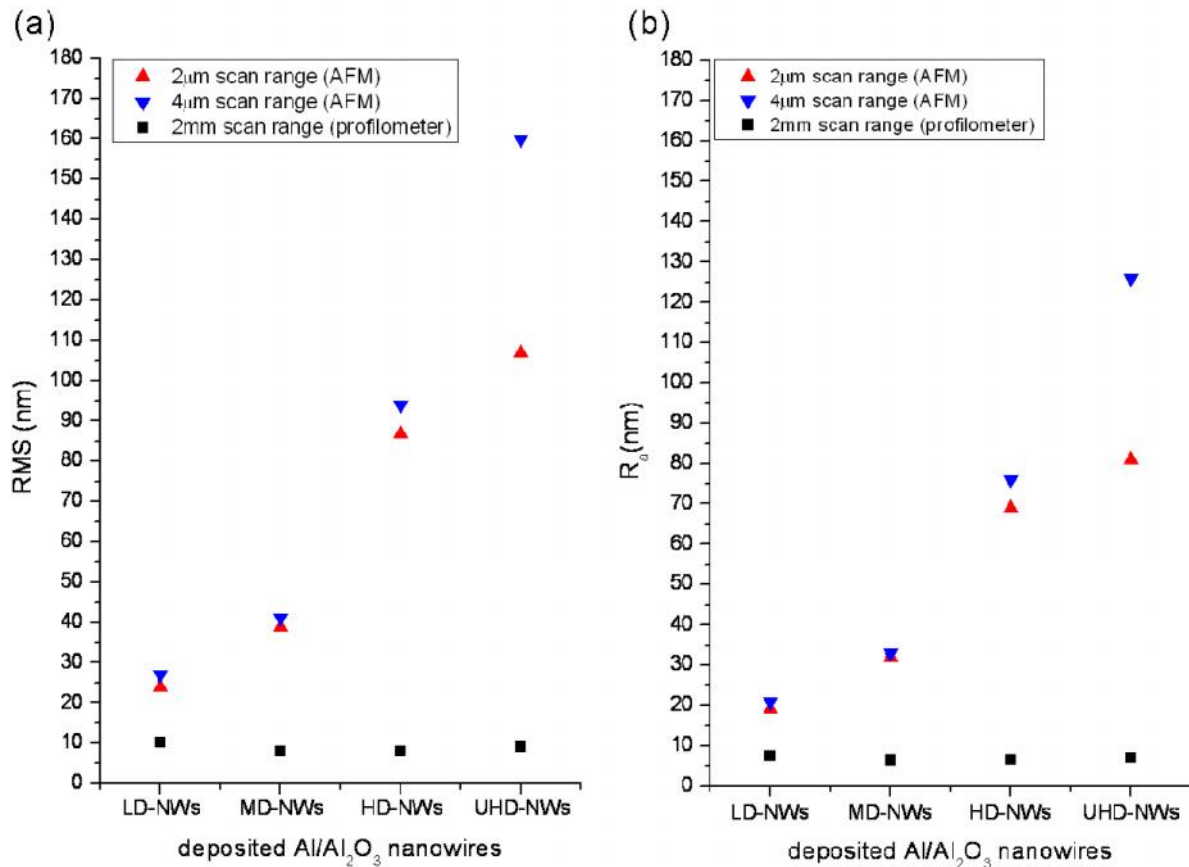 (a)
2μm scan range (AFM)
4μm scan range (AFM)
2mm scan range (profilometer)
180
170
160
150
140
130
120
110
100
90
80
70
60
50
40
30
20
10
0
RMS (nm)
LD-NWs MD-NWs HD-NWs UHD-NWs
deposited Al/Al₂O₃ nanowires
(b)
2μm scan range (AFM)
4μm scan range (AFM)
2mm scan range (profilometer)
180
170
160
150
140
130
120
110
100
90
80
70
60
50
40
30
20
10
0
Rₐ(nm)
LD-NWs MD-NWs HD-NWs UHD-NWs
deposited Al/Al₂O₃ nanowires